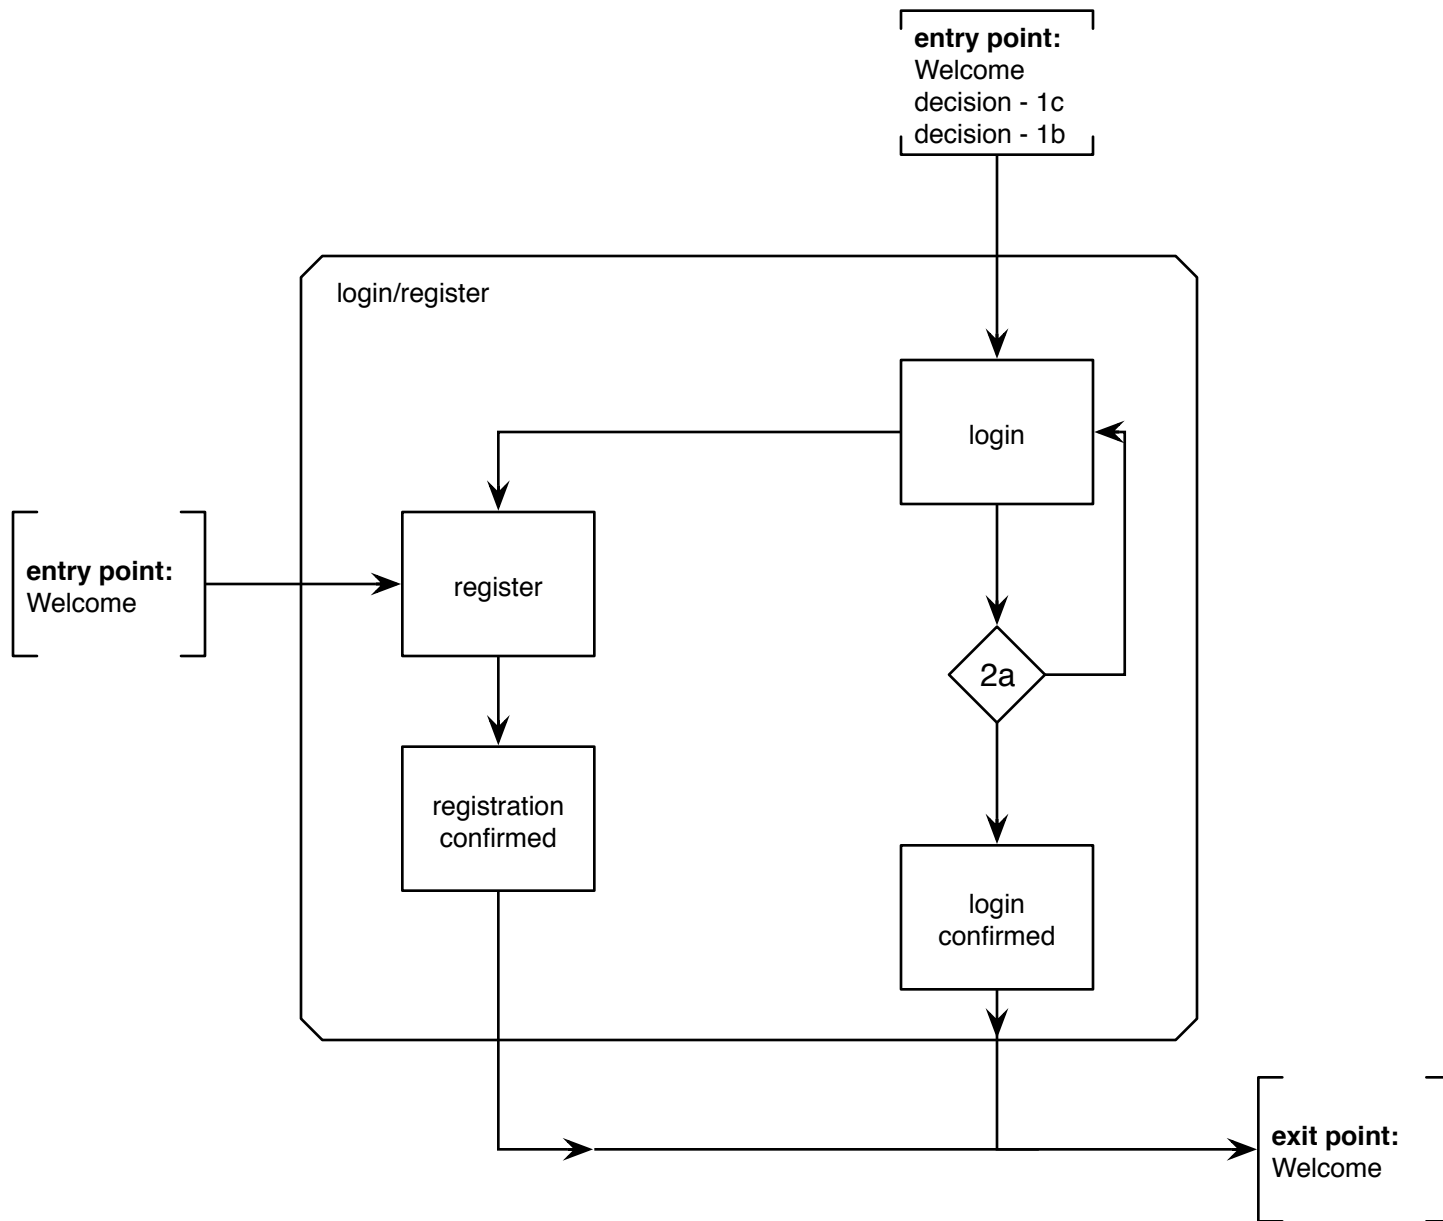 entry point:
Welcome
decision - 1c
decision - 1b
login/register
login
entry point:
Welcome
register
2a
registration
confirmed
login
confirmed
exit point:
Welcome